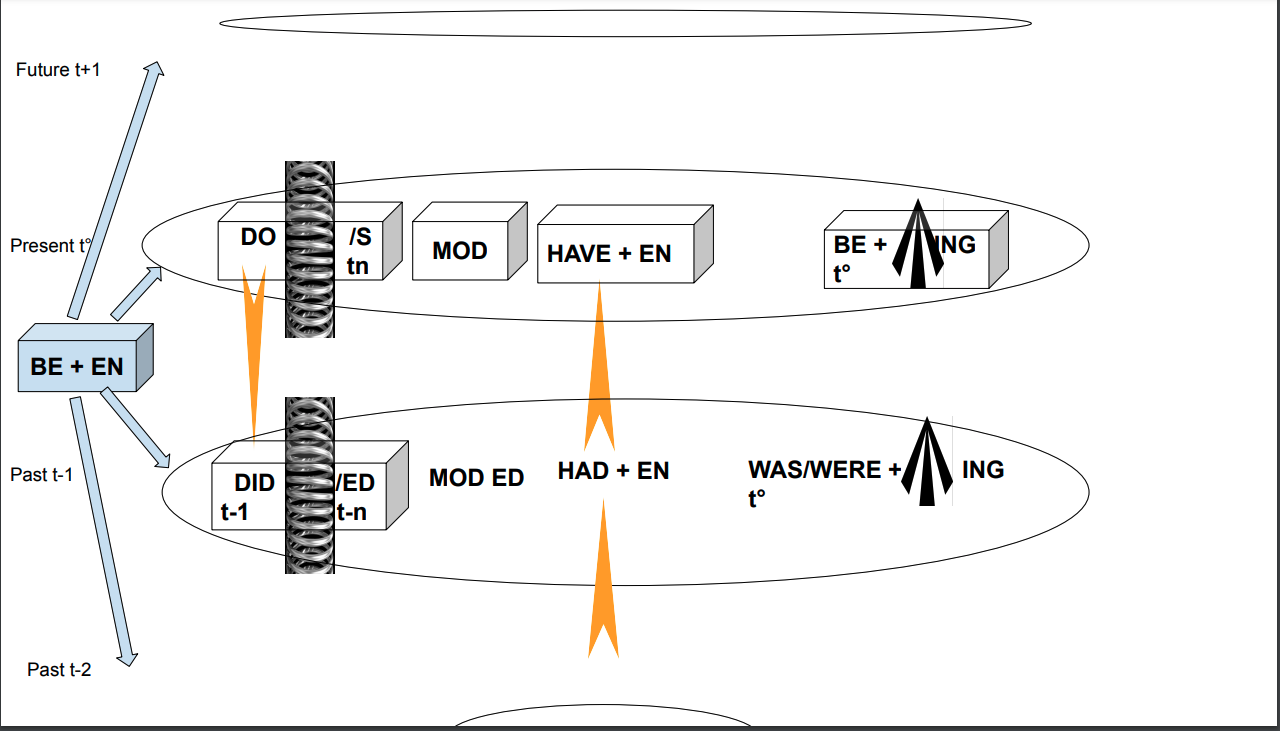 Future t+1
Present t°
DO /S
tn
MOD
HAVE + EN
BE + ING
t°
BE + EN
Past t-1
DID /ED
t-1 t-n
MOD ED
HAD + EN
WAS/WERE + ING
t°
Past t-2